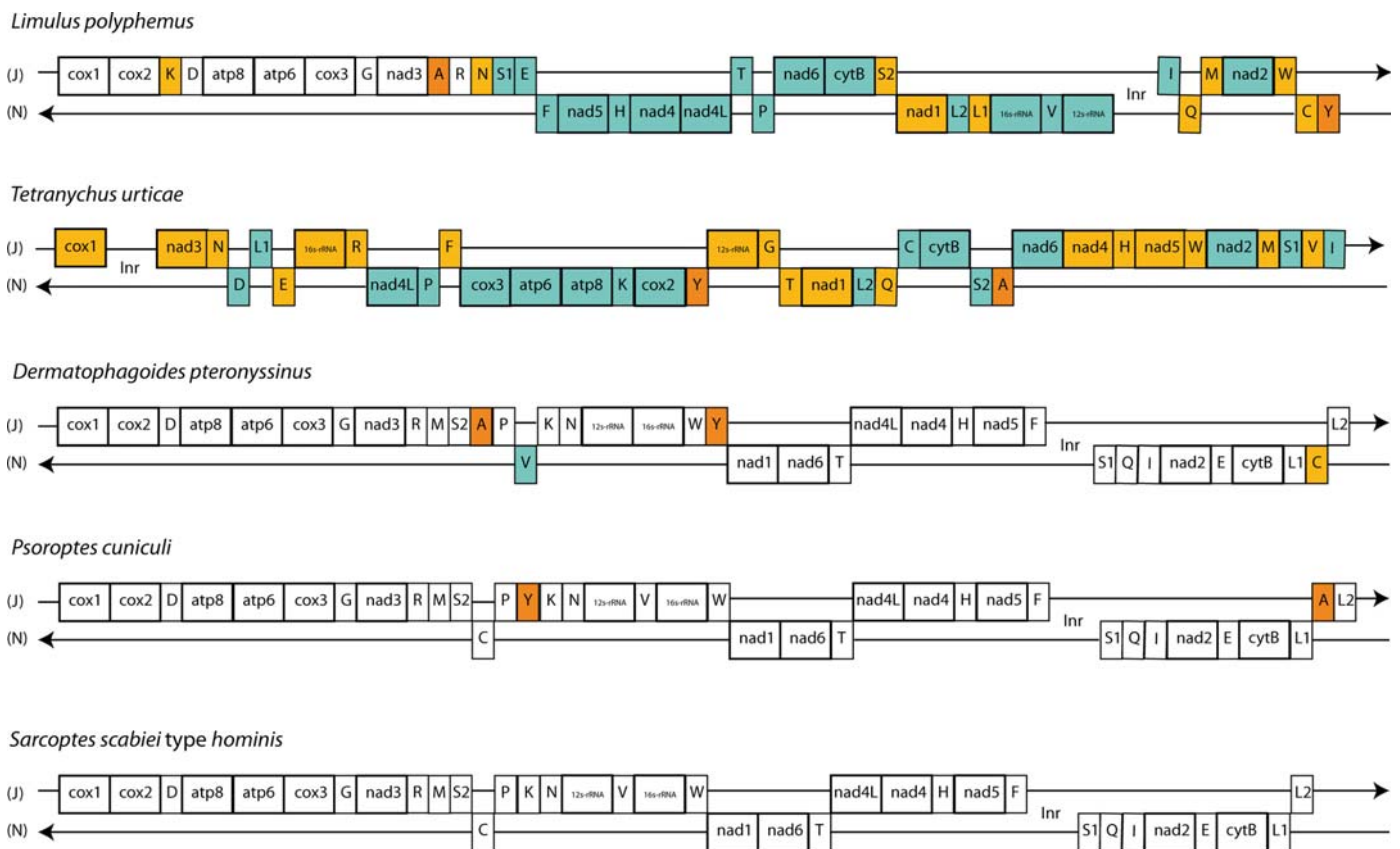 Limulus polyphemus
(J) cox1 cox2 K D atp8 atp6 cox3 G nad3 A R N S1 E T nad6 cytB S2 I M nad2 W
lnr
(N) F nad5 H nad4 nad4L P nad1 L2 L1 16s-rRNA V 12s-rRNA Q C Y
Tetranychus urticae
(J) cox1 nad3 N L1 16s-rRNA R F 12s-rRNA G C cytB nad6 nad4 H nad5 W nad2 M S1 V I
lnr
(N) D E nad4L P cox3 atp6 atp8 K cox2 Y T nad1 L2 Q S2 A
Dermatophagoides pteronyssinus
(J) cox1 cox2 D atp8 atp6 cox3 G nad3 R M S2 A P K N 12s-rRNA 16s-rRNA W Y nad4L nad4 H nad5 F L2
lnr
(N) V nad1 nad6 T S1 Q I nad2 E cytB L1 C
Psoroptes cuniculi
(J) cox1 cox2 D atp8 atp6 cox3 G nad3 R M S2 P Y K N 12s-rRNA V 16s-rRNA W nad4L nad4 H nad5 F A L2
lnr
(N) C nad1 nad6 T S1 Q I nad2 E cytB L1
Sarcoptes scabiei type hominis
(J) cox1 cox2 D atp8 atp6 cox3 G nad3 R M S2 P K N 12s-rRNA V 16s-rRNA W nad4L nad4 H nad5 F L2
lnr
(N) C nad1 nad6 T S1 Q I nad2 E cytB L1